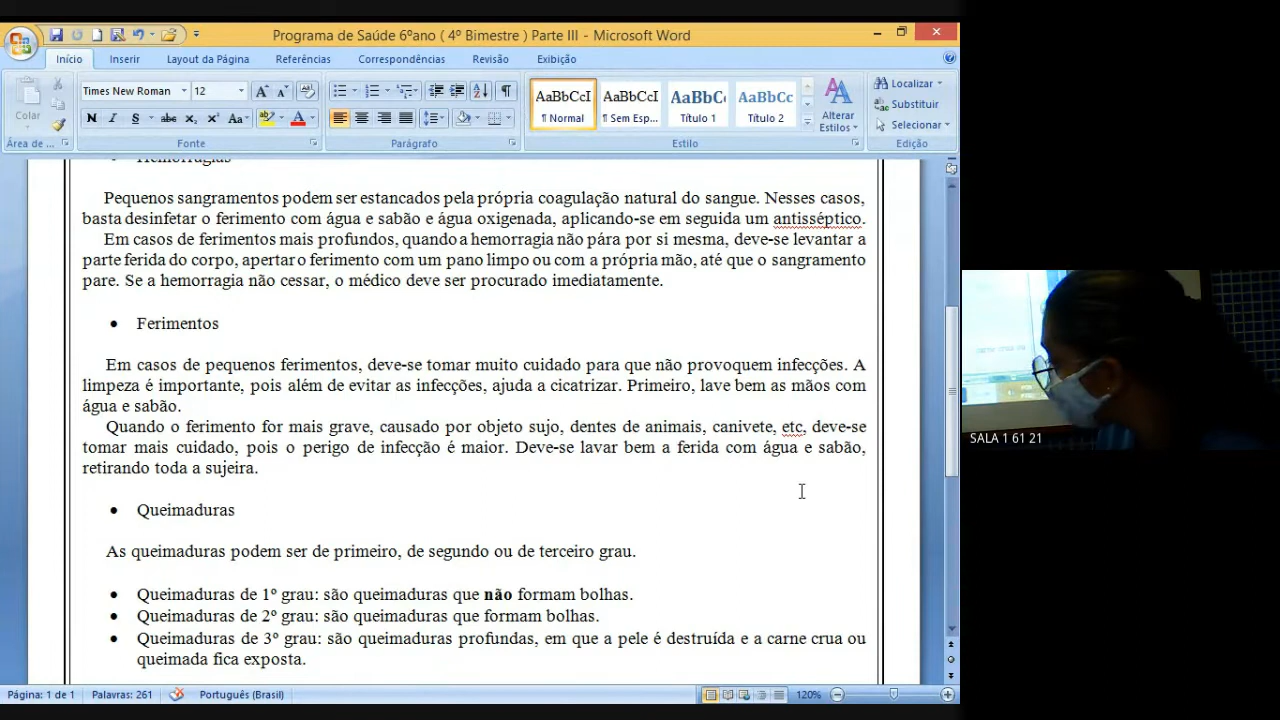 Programa de Saúde 6ºano ( 4º Bimestre ) Parte III - Microsoft Word
Início Inserir Layout da Página Referências Correspondências Revisão Exibição
Times New Roman 12 AaBbCcI AaBbCcI AaBbC AaBbCc Localizar
Substituir
Colar N I S abc X₂ X² Aa A ¶ Normal ¶ Sem Esp... Título 1 Título 2 Alterar Estilos Selecionar
Área de ... Fonte Parágrafo Estilo Edição
Hemorragias
Pequenos sangramentos podem ser estancados pela própria coagulação natural do sangue. Nesses casos,
basta desinfetar o ferimento com água e sabão e água oxigenada, aplicando-se em seguida um antisséptico.
Em casos de ferimentos mais profundos, quando a hemorragia não pára por si mesma, deve-se levantar a
parte ferida do corpo, apertar o ferimento com um pano limpo ou com a própria mão, até que o sangramento
pare. Se a hemorragia não cessar, o médico deve ser procurado imediatamente.
• Ferimentos
Em casos de pequenos ferimentos, deve-se tomar muito cuidado para que não provoquem infecções. A
limpeza é importante, pois além de evitar as infecções, ajuda a cicatrizar. Primeiro, lave bem as mãos com
água e sabão.
Quando o ferimento for mais grave, causado por objeto sujo, dentes de animais, canivete, etc, deve-se
tomar mais cuidado, pois o perigo de infecção é maior. Deve-se lavar bem a ferida com água e sabão,
retirando toda a sujeira.
SALA 1 61 21
• Queimaduras
As queimaduras podem ser de primeiro, de segundo ou de terceiro grau.
• Queimaduras de 1º grau: são queimaduras que não formam bolhas.
• Queimaduras de 2º grau: são queimaduras que formam bolhas.
• Queimaduras de 3º grau: são queimaduras profundas, em que a pele é destruída e a carne crua ou
queimada fica exposta.
Página: 1 de 1 Palavras: 261 Português (Brasil) 120%